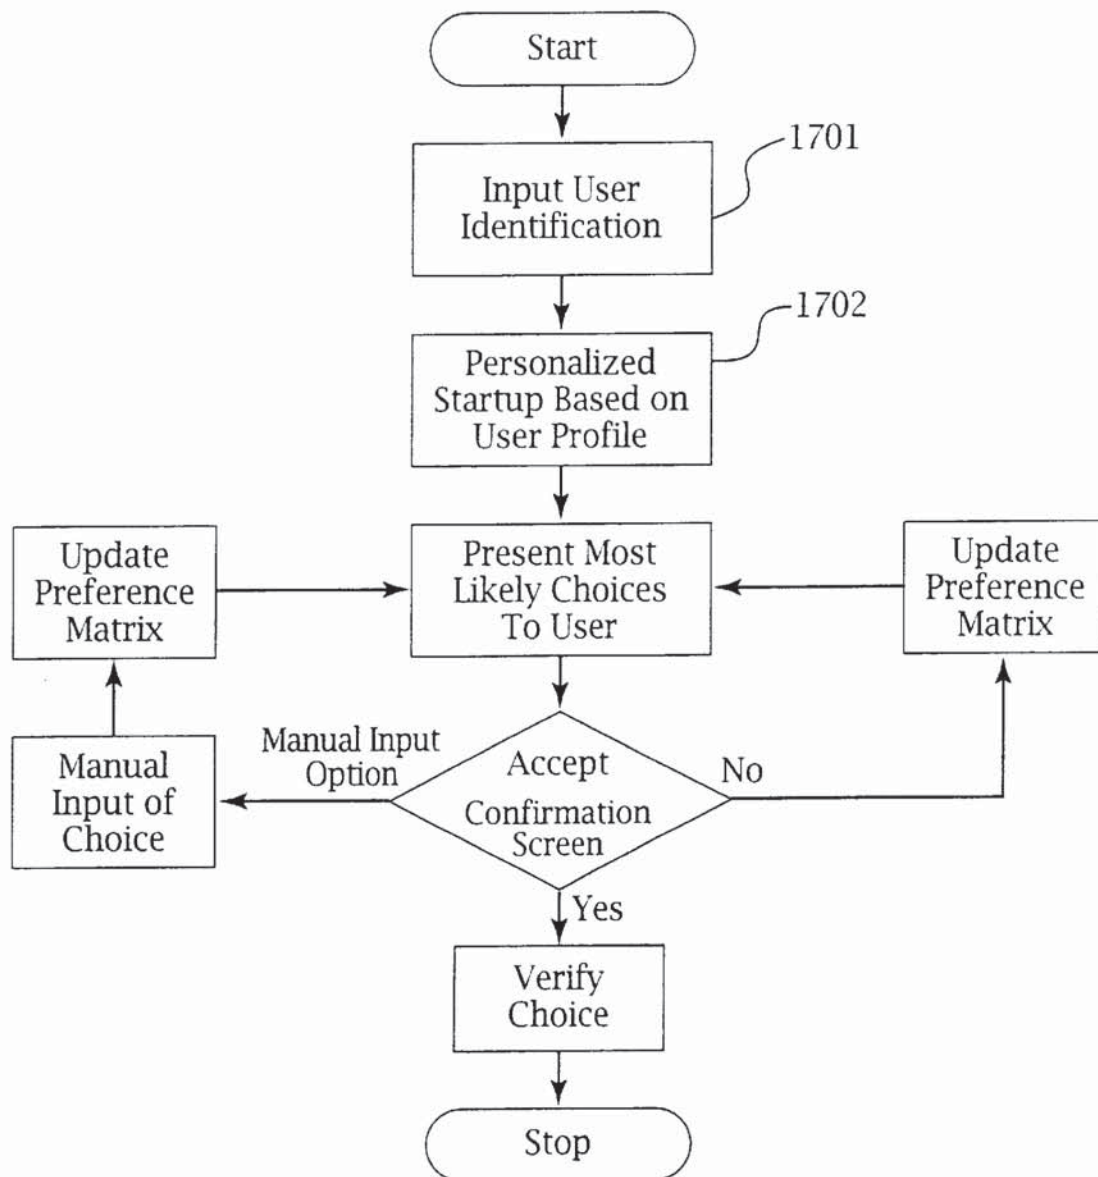 Start
1701
Input User
Identification
1702
Personalized
Startup Based on
User Profile
Update
Preference
Matrix
Present Most
Likely Choices
To User
Update
Preference
Matrix
Manual Input
Option
Manual
Input of
Choice
Accept
Confirmation
Screen
No
Yes
Verify
Choice
Stop